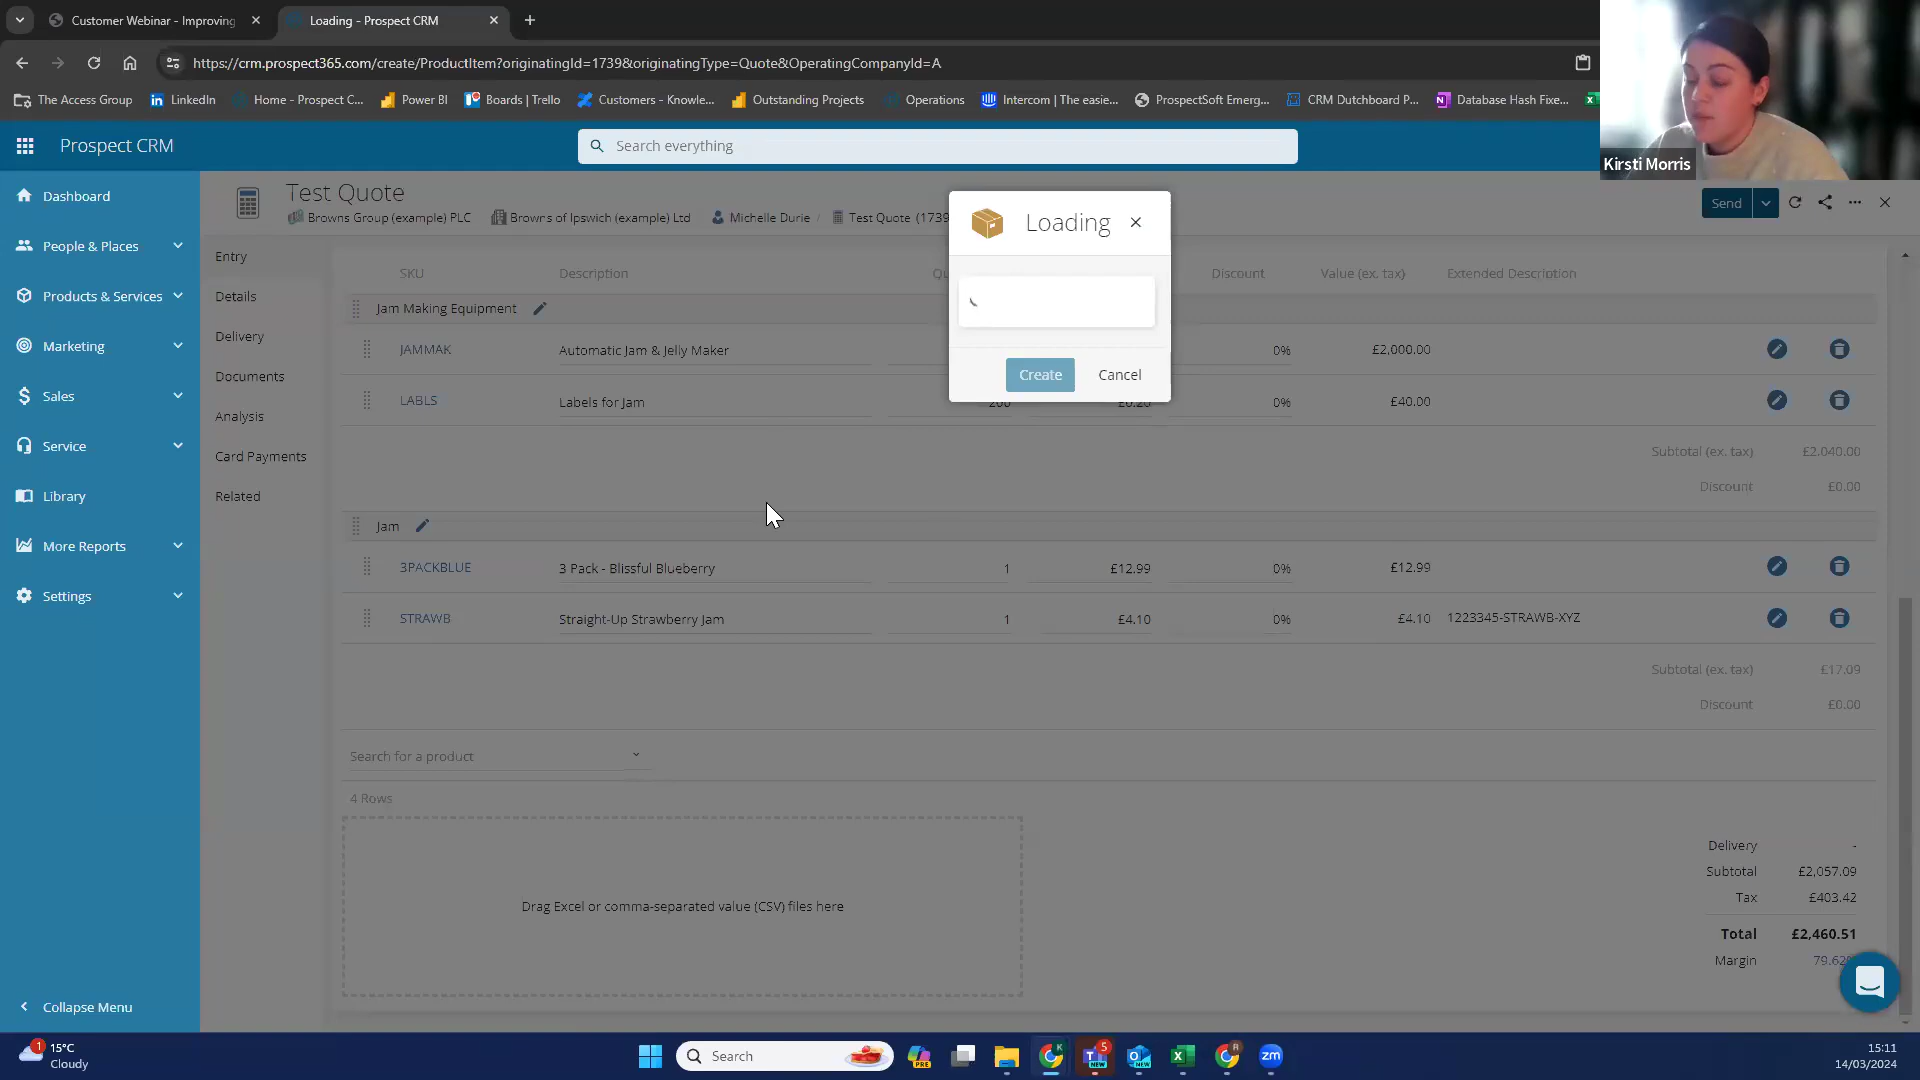 Customer Webinar - Improving
Loading - Prospect CRM
https://crm.prospect365.com/create/ProductItem?originatingId=1739&originatingType=Quote&OperatingCompanyId=A
The Access Group
LinkedIn
Home - Prospect C...
Power BI
Boards | Trello
Customers - Knowle...
Outstanding Projects
Operations
Intercom | The easie...
ProspectSoft Emerg...
CRM Dutchboard P...
Database Hash Fixe...
Kirsti Morris
Prospect CRM
Search everything
Dashboard
People & Places
Products & Services
Marketing
Sales
Service
Library
More Reports
Settings
Collapse Menu
Test Quote
Browns Group (example) PLC
Browns of Ipswich (example) Ltd
Michelle Durie /
Test Quote (1739
Send
Entry
Details
Delivery
Documents
Analysis
Card Payments
Related
Loading
Create
Cancel
SKU Description Discount Value (ex. tax) Extended Description
Jam Making Equipment
JAMMAK Automatic Jam & Jelly Maker 0% £2,000.00
LABLS Labels for Jam 200 £0.20 0% £40.00
Subtotal (ex. tax) £2,040.00
Discount £0.00
Jam
3PACKBLUE 3 Pack - Blissful Blueberry 1 £12.99 0% £12.99
STRAWB Straight-Up Strawberry Jam 1 £4.10 0% £4.10 1223345-STRAWB-XYZ
Subtotal (ex. tax) £17.09
Discount £0.00
Search for a product
4 Rows
Drag Excel or comma-separated value (CSV) files here
Delivery -
Subtotal £2,057.09
Tax £403.42
Total £2,460.51
Margin
1
15°C
Cloudy
Search
PRE
K
5
NEW
NEW
R
zm
15:11
14/03/2024